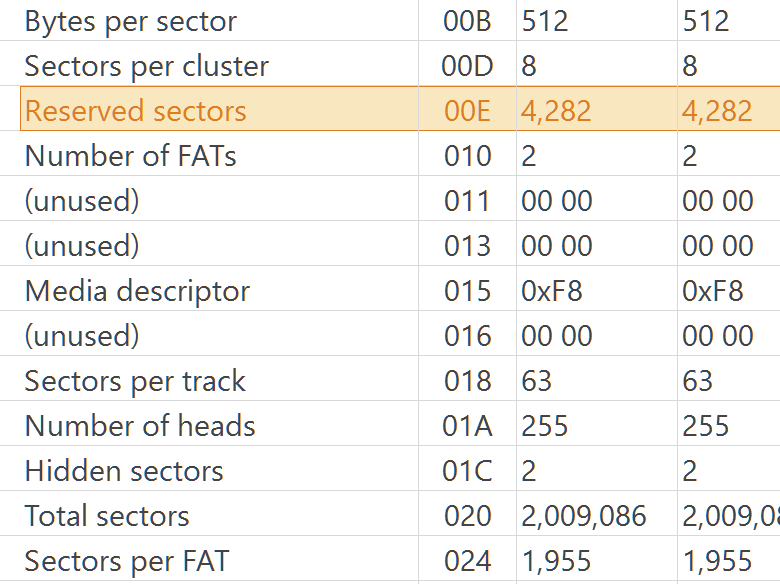 Bytes per sector 00B 512 512
Sectors per cluster 00D 8 8
Reserved sectors 00E 4,282 4,282
Number of FATs 010 2 2
(unused) 011 00 00 00 00
(unused) 013 00 00 00 00
Media descriptor 015 0xF8 0xF8
(unused) 016 00 00 00 00
Sectors per track 018 63 63
Number of heads 01A 255 255
Hidden sectors 01C 2 2
Total sectors 020 2,009,086 2,009,08
Sectors per FAT 024 1,955 1,955